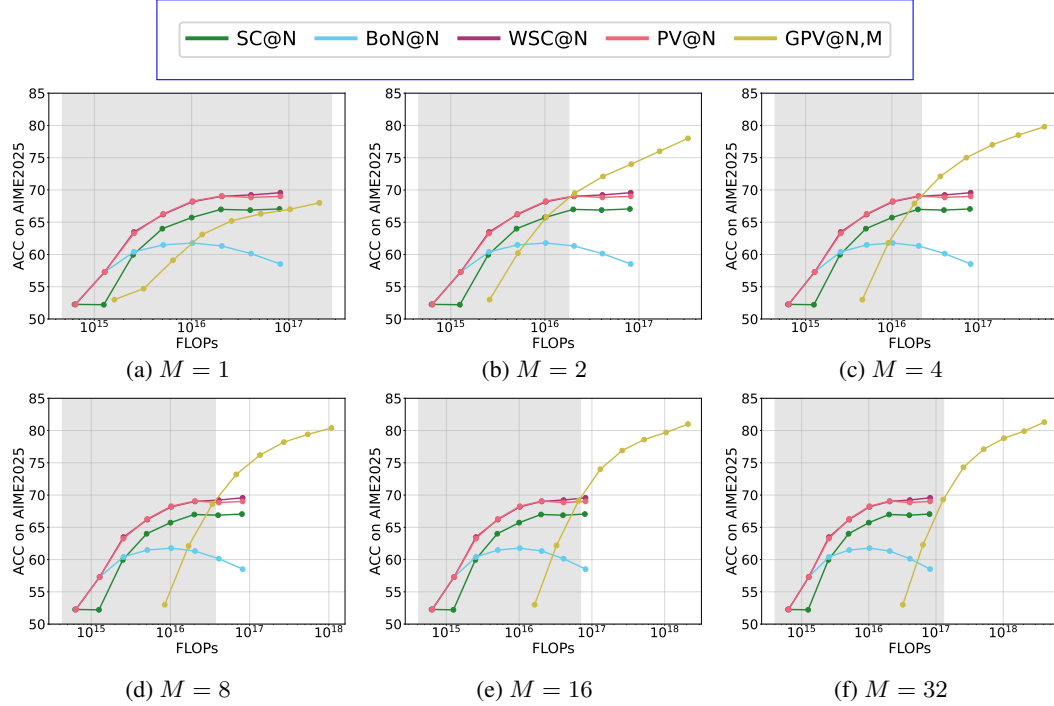 SC@N BoN@N WSC@N PV@N GPV@N,M
85
80
75
70
65
60
55
50
ACC on AIME2025
10^15 10^16 10^17
FLOPs
(a) M = 1
85
80
75
70
65
60
55
50
ACC on AIME2025
10^15 10^16 10^17
FLOPs
(b) M = 2
85
80
75
70
65
60
55
50
ACC on AIME2025
10^15 10^16 10^17
FLOPs
(c) M = 4
85
80
75
70
65
60
55
50
ACC on AIME2025
10^15 10^16 10^17 10^18
FLOPs
(d) M = 8
85
80
75
70
65
60
55
50
ACC on AIME2025
10^15 10^16 10^17 10^18
FLOPs
(e) M = 16
85
80
75
70
65
60
55
50
ACC on AIME2025
10^15 10^16 10^17 10^18
FLOPs
(f) M = 32